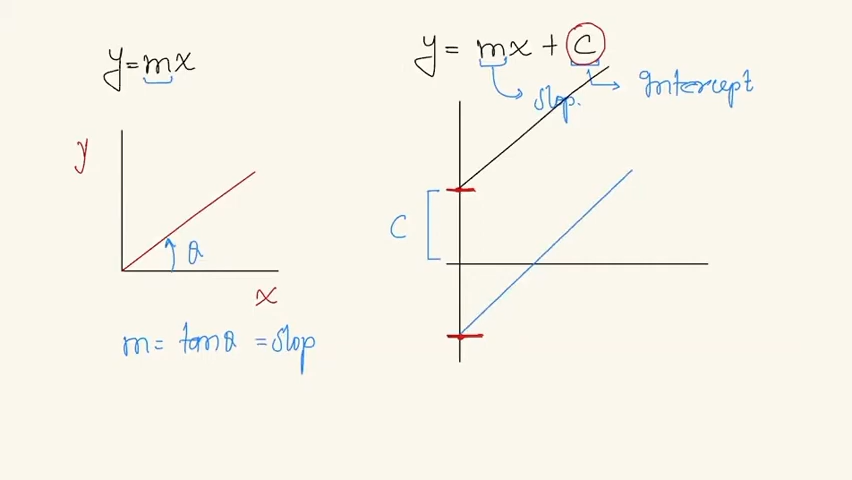 y=mx
y = mx + C
slop.
Intercept
y
C
θ
x
m = tanθ = slop